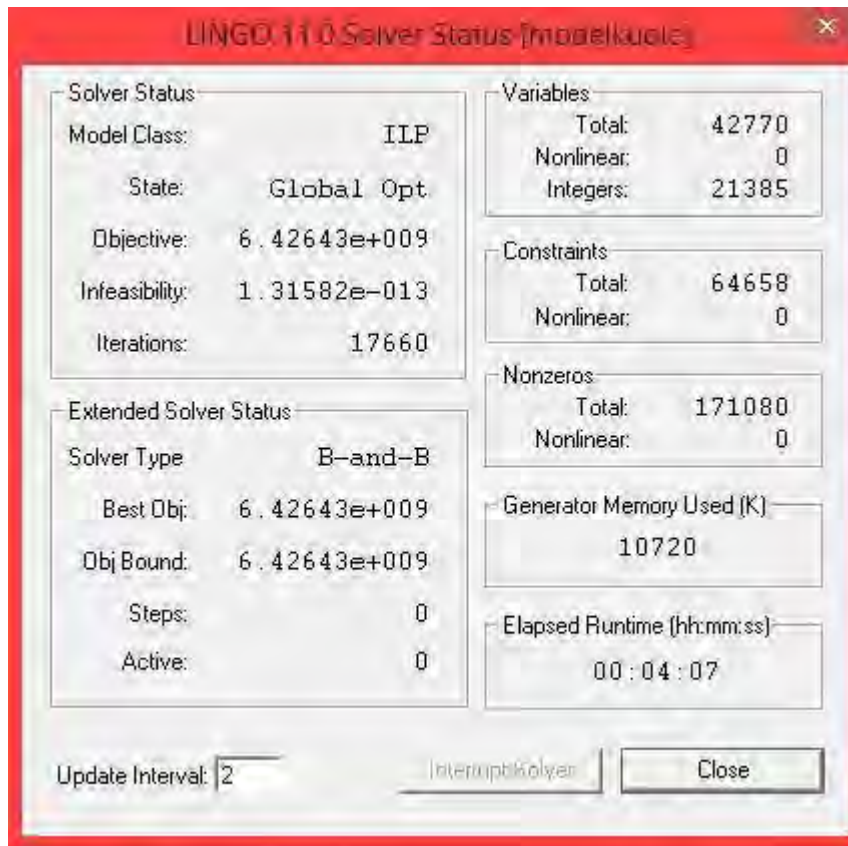 LINGO 11.0 Solver Status [modelkuole]
Solver Status
Model Class: ILP
State: Global Opt
Objective: 6.42643e+009
Infeasibility: 1.31582e-013
Iterations: 17660
Extended Solver Status
Solver Type B-and-B
Best Obj: 6.42643e+009
Obj Bound: 6.42643e+009
Steps: 0
Active: 0
Update Interval: 2
Variables
Total: 42770
Nonlinear: 0
Integers: 21385
Constraints
Total: 64658
Nonlinear: 0
Nonzeros
Total: 171080
Nonlinear: 0
Generator Memory Used (K)
10720
Elapsed Runtime (hh:mm:ss)
00:04:07
Interrupt Solver
Close